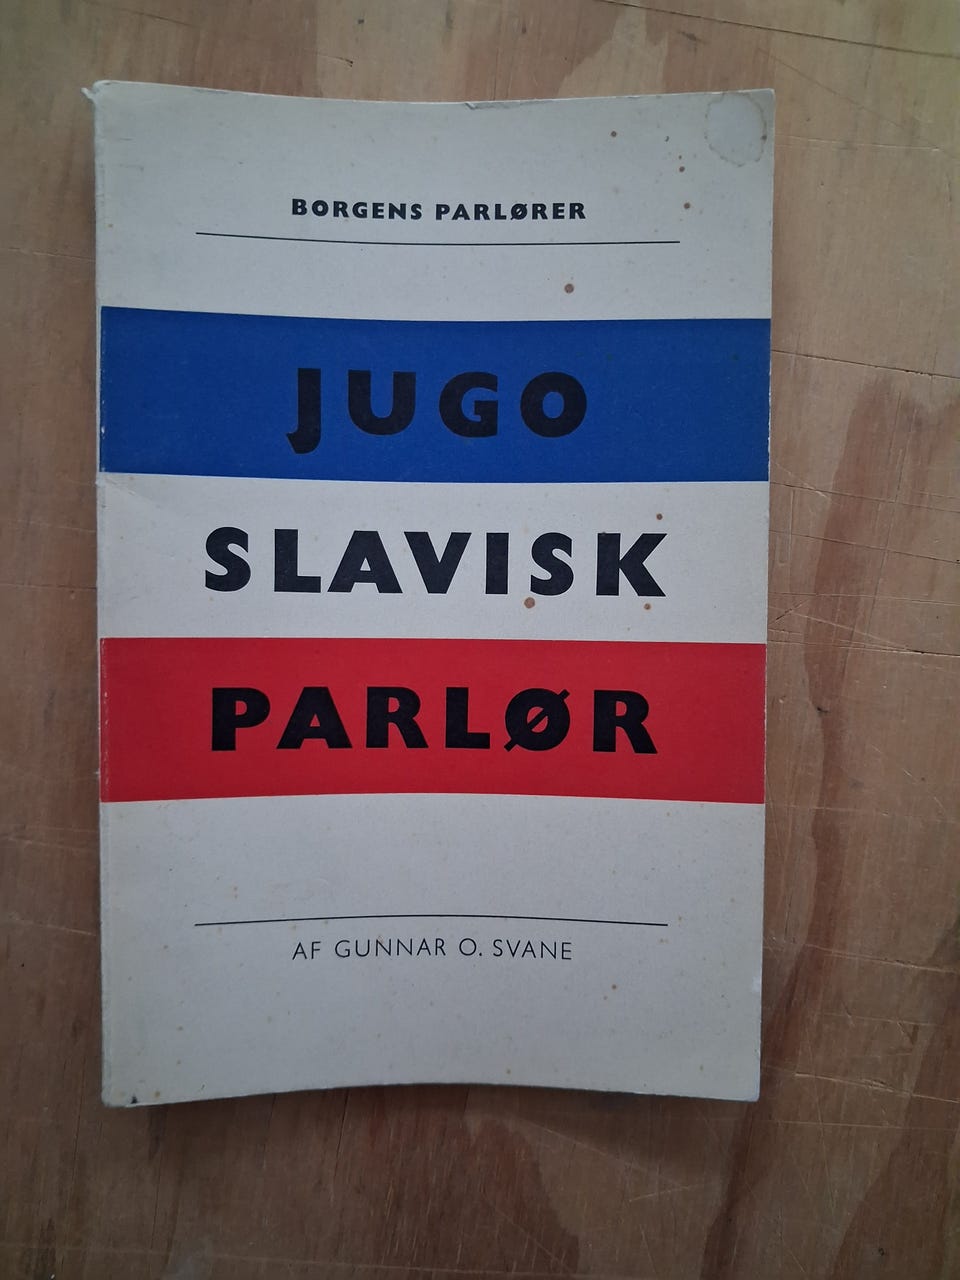 BORGENS PARLØRER
JUGO
SLAVISK
PARLØR
AF GUNNAR O. SVANE